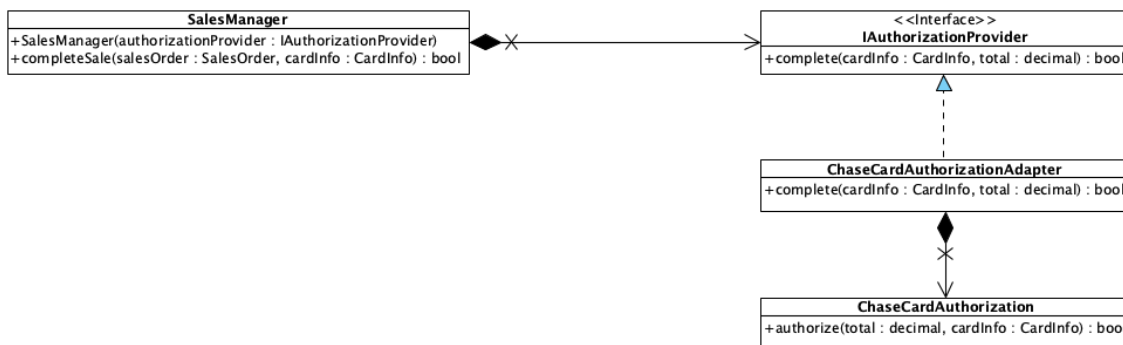 SalesManager
+SalesManager(authorizationProvider : IAuthorizationProvider)
+completeSale(salesOrder : SalesOrder, cardInfo : CardInfo) : bool
<<Interface>>
IAuthorizationProvider
+complete(cardInfo : CardInfo, total : decimal) : bool
ChaseCardAuthorizationAdapter
+complete(cardInfo : CardInfo, total : decimal) : bool
ChaseCardAuthorization
+authorize(total : decimal, cardInfo : CardInfo) : bool